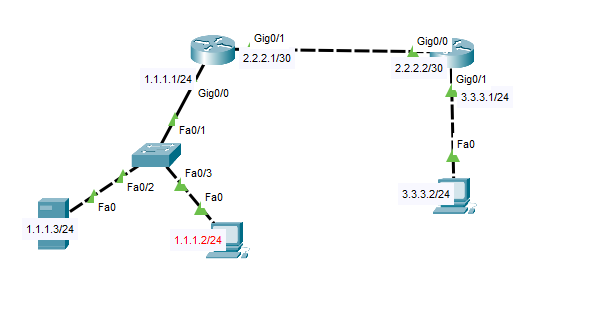 Gig0/1
2.2.2.1/30
Gig0/0
2.2.2.2/30
1.1.1.1/24
Gig0/0
Gig0/1
3.3.3.1/24
Fa0/1
Fa0
Fa0/3
Fa0/2
Fa0
Fa0
3.3.3.2/24
1.1.1.3/24
1.1.1.2/24